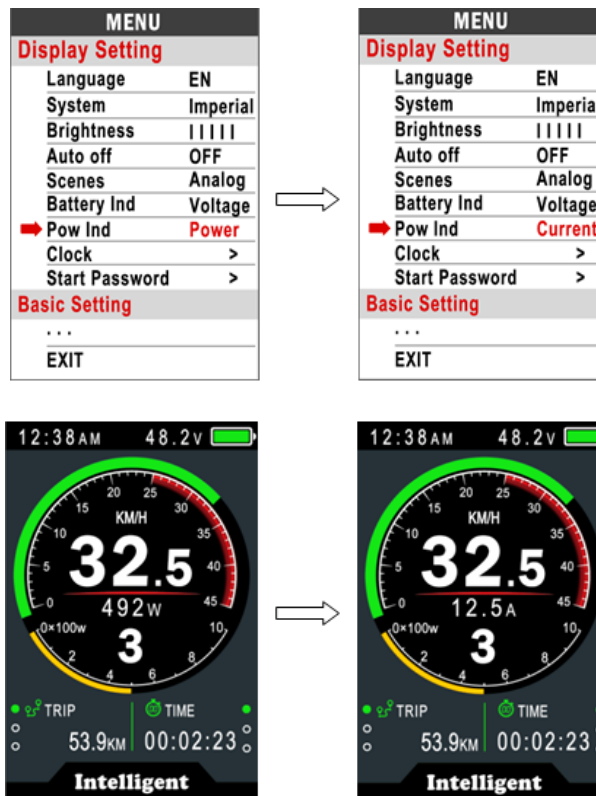 MENU
Display Setting
Language EN
System Imperial
Brightness | | | | |
Auto off OFF
Scenes Analog
Battery Ind Voltage
Pow Ind Power
Clock >
Start Password >
Basic Setting
...
EXIT
MENU
Display Setting
Language EN
System Imperia
Brightness | | | | |
Auto off OFF
Scenes Analog
Battery Ind Voltage
Pow Ind Current
Clock >
Start Password >
Basic Setting
...
EXIT
12:38AM 48.2V
0 5 10 15 20 25 30 35 40 45
KM/H
32.5
492W
0×100w 2 4 6 8 10
3
TRIP TIME
53.9KM 00:02:23
Intelligent
12:38AM 48.2V
0 5 10 15 20 25 30 35 40 45
KM/H
32.5
12.5A
0×100w 2 4 6 8 10
3
TRIP TIME
53.9KM 00:02:23
Intelligent